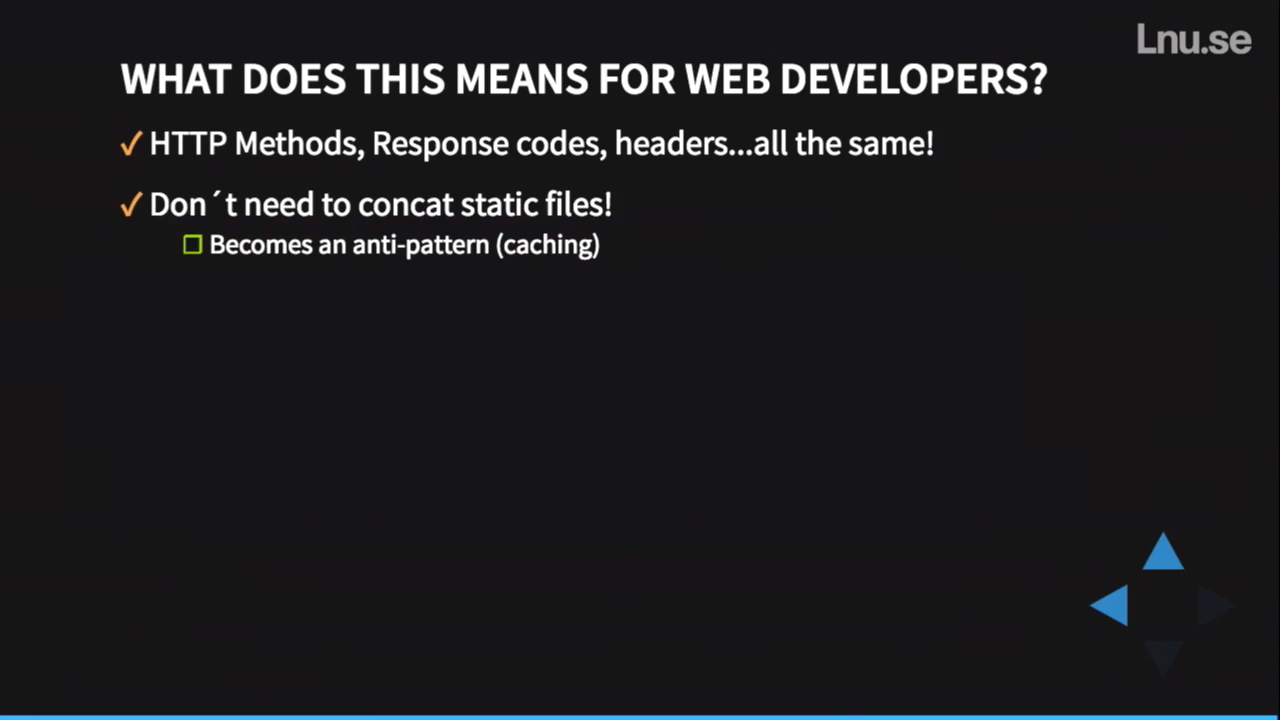 Lnu.se
WHAT DOES THIS MEANS FOR WEB DEVELOPERS?
✓ HTTP Methods, Response codes, headers...all the same!
✓ Don´t need to concat static files!
☐ Becomes an anti-pattern (caching)